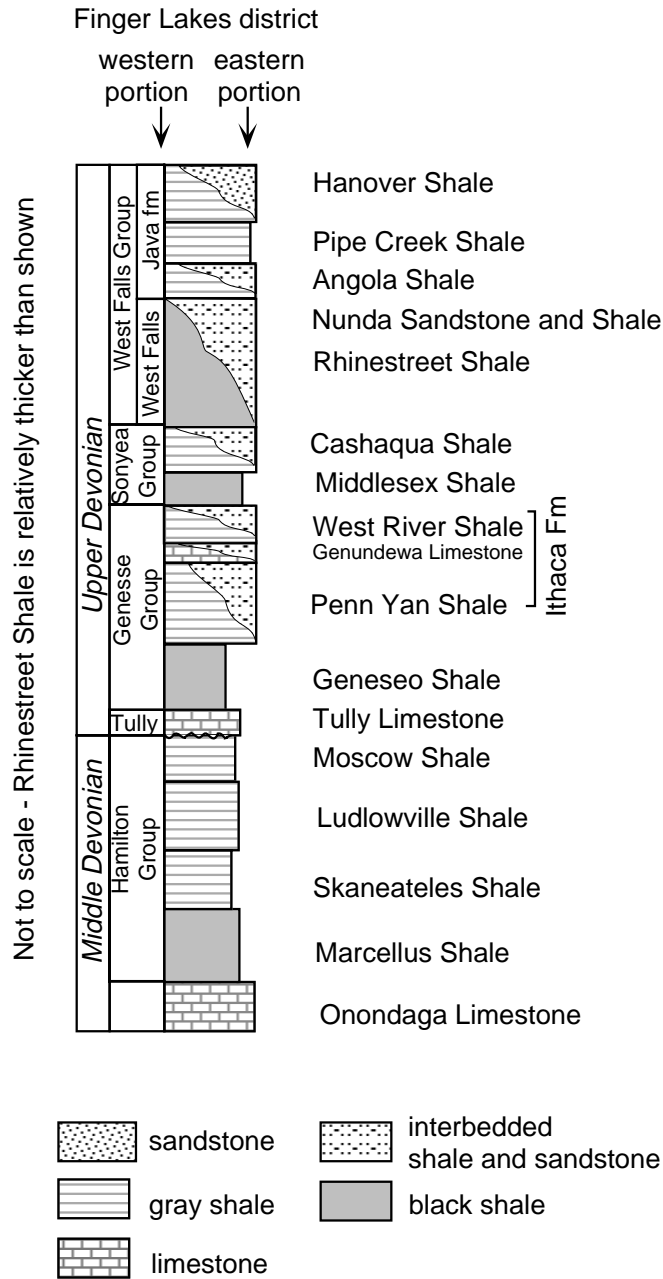 Finger Lakes district
western portion
eastern portion
Not to scale - Rhinestreet Shale is relatively thicker than shown
Upper Devonian
Middle Devonian
West Falls Group
Java fm
West Falls
Sonyea Group
Genesse Group
Tully
Hamilton Group
Hanover Shale
Pipe Creek Shale
Angola Shale
Nunda Sandstone and Shale
Rhinestreet Shale
Cashaqua Shale
Middlesex Shale
West River Shale
Genundewa Limestone
Penn Yan Shale
Ithaca Fm
Geneseo Shale
Tully Limestone
Moscow Shale
Ludlowville Shale
Skaneateles Shale
Marcellus Shale
Onondaga Limestone
sandstone
interbedded
shale and sandstone
gray shale
black shale
limestone